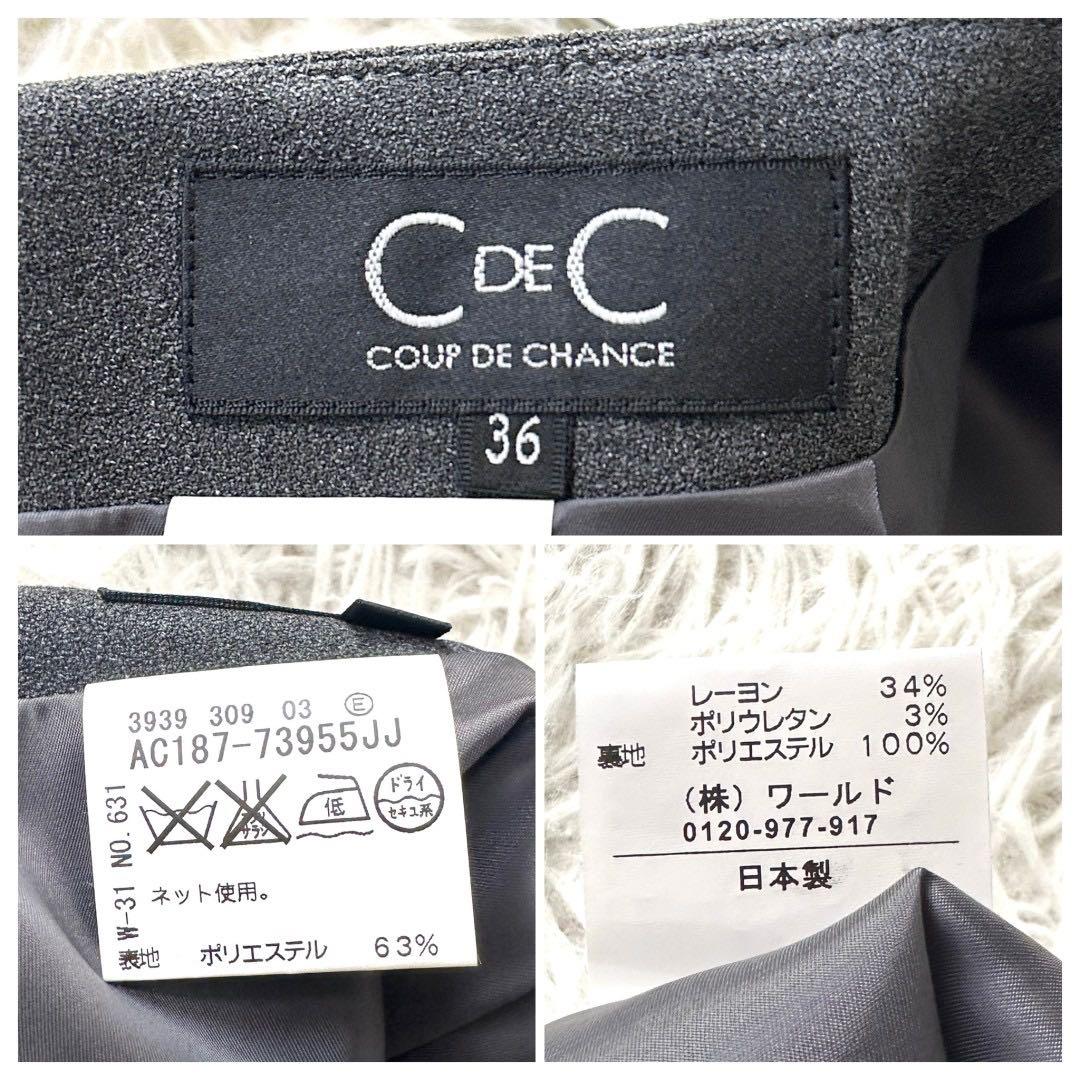 C DE C
COUP DE CHANCE
36
3939 309 03 Ⓔ
AC187-73955JJ
サラシ
低
ドライ
セキユ系
W-31 NO.631
ネット使用。
表地 ポリエステル 63%
レーヨン 34%
ポリウレタン 3%
裏地 ポリエステル 100%
(株) ワールド
0120-977-917
日本製